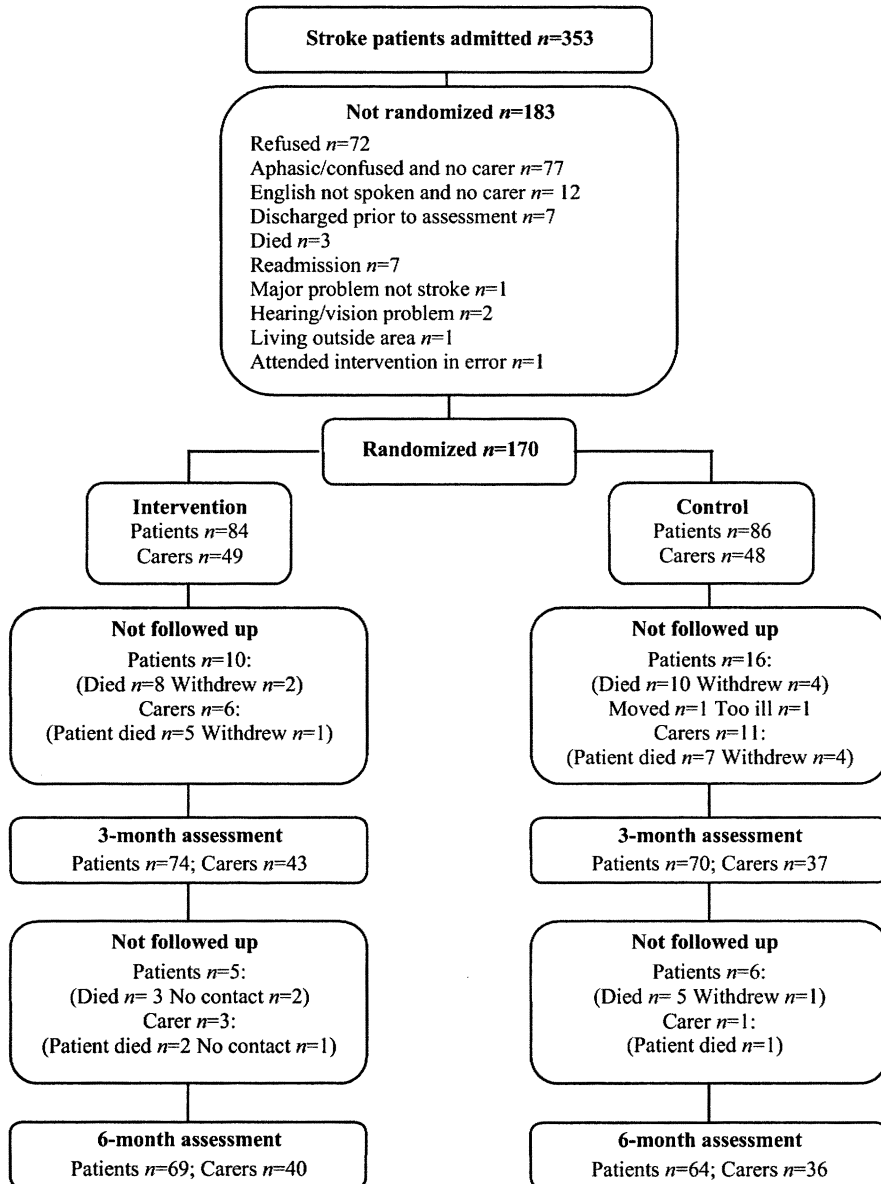 Stroke patients admitted n=353
Not randomized n=183
Refused n=72
Aphasic/confused and no carer n=77
English not spoken and no carer n= 12
Discharged prior to assessment n=7
Died n=3
Readmission n=7
Major problem not stroke n=1
Hearing/vision problem n=2
Living outside area n=1
Attended intervention in error n=1
Randomized n=170
Intervention
Patients n=84
Carers n=49
Control
Patients n=86
Carers n=48
Not followed up
Patients n=10:
(Died n=8 Withdrew n=2)
Carers n=6:
(Patient died n=5 Withdrew n=1)
Not followed up
Patients n=16:
(Died n=10 Withdrew n=4)
Moved n=1 Too ill n=1
Carers n=11:
(Patient died n=7 Withdrew n=4)
3-month assessment
Patients n=74; Carers n=43
3-month assessment
Patients n=70; Carers n=37
Not followed up
Patients n=5:
(Died n= 3 No contact n=2)
Carer n=3:
(Patient died n=2 No contact n=1)
Not followed up
Patients n=6:
(Died n= 5 Withdrew n=1)
Carer n=1:
(Patient died n=1)
6-month assessment
Patients n=69; Carers n=40
6-month assessment
Patients n=64; Carers n=36